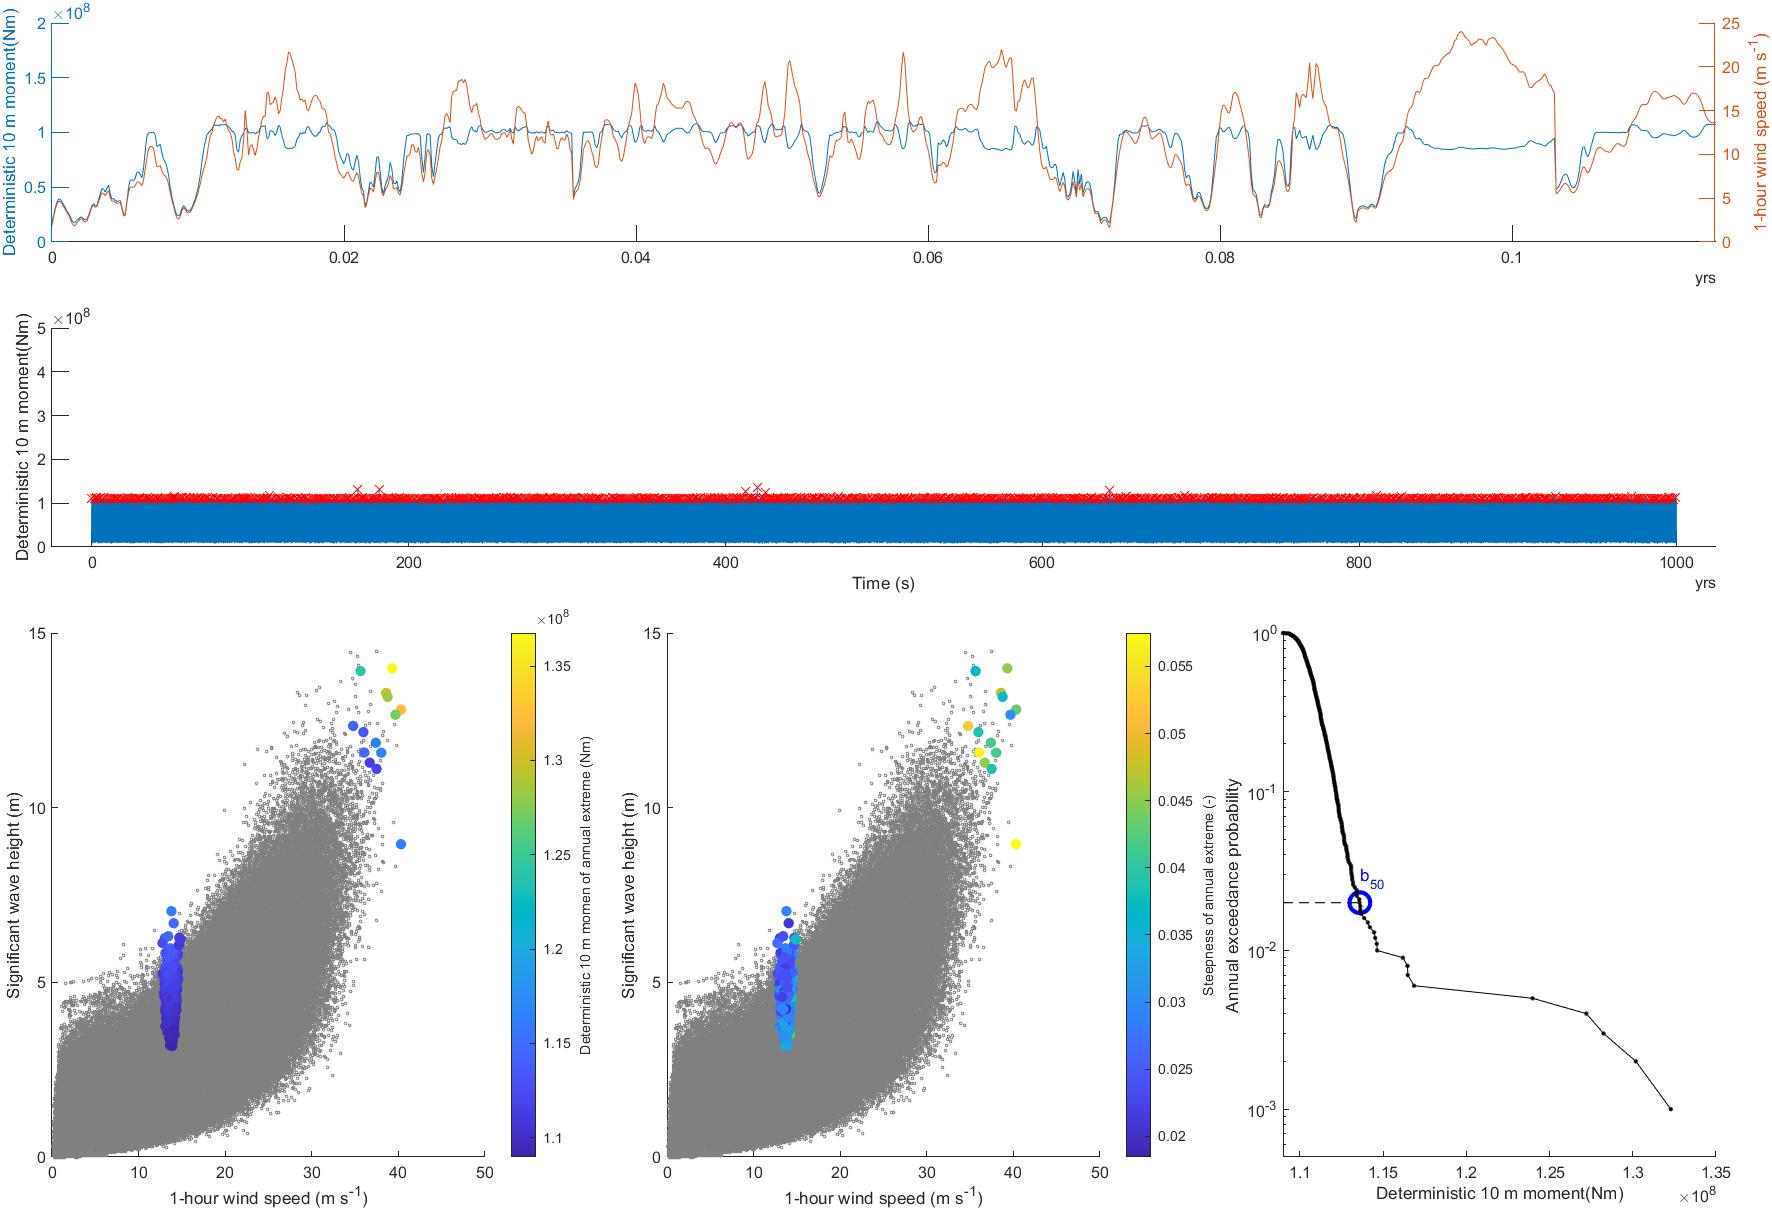 ×10^8
Deterministic 10 m moment(Nm)
2
1.5
1
0.5
0
25
20
15
10
5
0
1-hour wind speed (m s^-1)
0 0.02 0.04 0.06 0.08 0.1
yrs
×10^8
Deterministic 10 m moment(Nm)
5
4
3
2
1
0
0 200 400 600 800 1000
Time (s)
yrs
Significant wave height (m)
15
10
5
0
0 10 20 30 40 50
1-hour wind speed (m s^-1)
×10^8
1.35
1.3
1.25
1.2
1.15
1.1
Deterministic 10 m momen of annual extreme (Nm)
Significant wave height (m)
15
10
5
0
0 10 20 30 40 50
1-hour wind speed (m s^-1)
0.055
0.05
0.045
0.04
0.035
0.03
0.025
0.02
Steepness of annual extreme (-)
Annual exceedance probability
10^0
10^-1
10^-2
10^-3
b_50
1.1 1.15 1.2 1.25 1.3 1.35
Deterministic 10 m moment(Nm)
×10^8